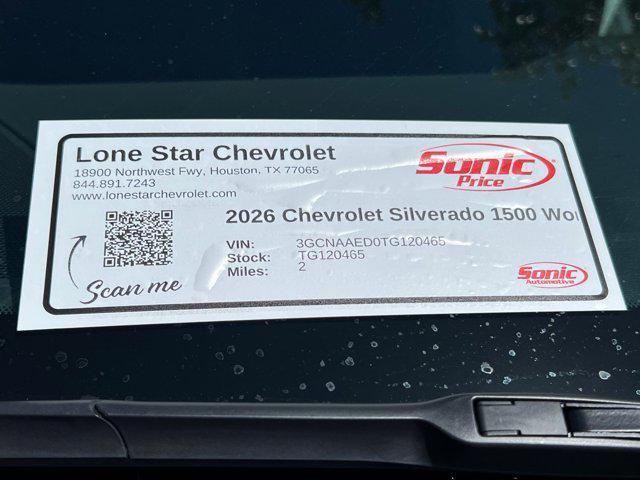 Lone Star Chevrolet
18900 Northwest Fwy, Houston, TX 77065
844.891.7243
www.lonestarchevrolet.com
Sonic
Price
2026 Chevrolet Silverado 1500 Wor
VIN: 3GCNAAED0TG120465
Stock: TG120465
Miles: 2
Scan me
Sonic
Automotive